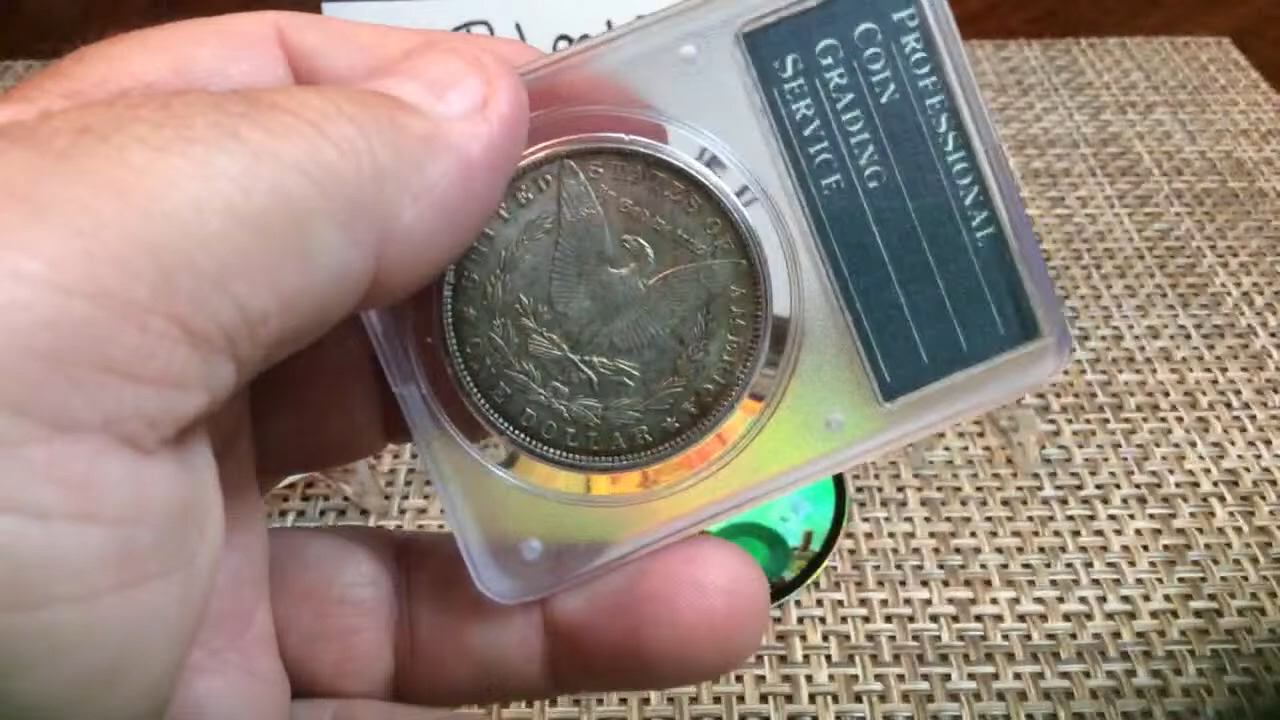 PROFESSIONAL
COIN
GRADING
SERVICE
UNITED STATES OF AMERICA
ONE DOLLAR